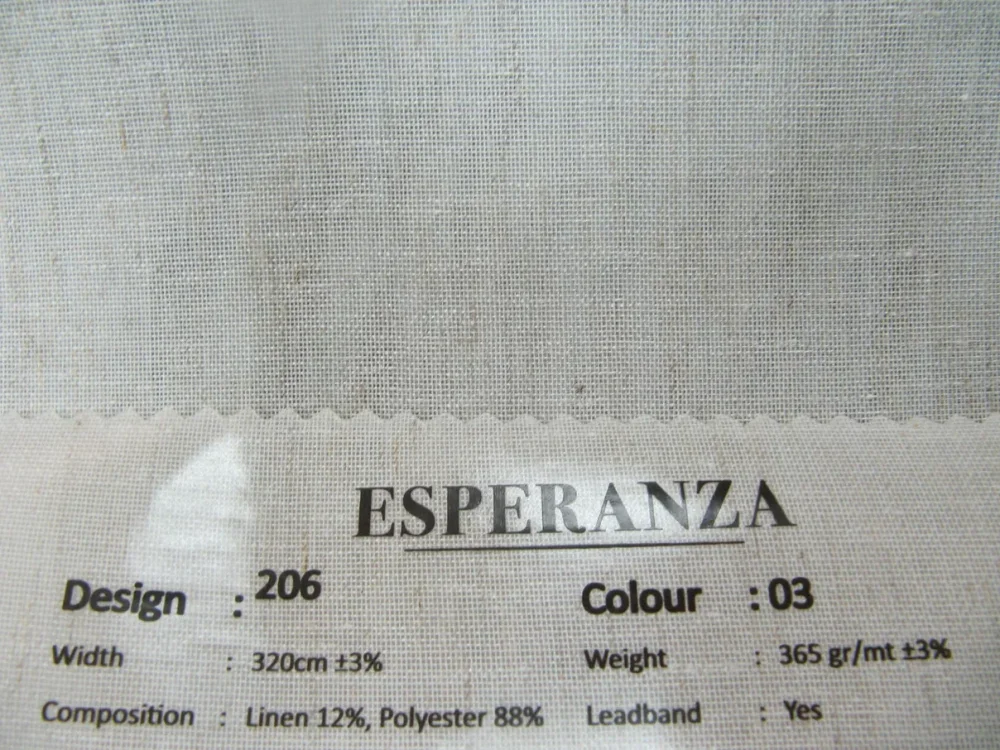 ESPERANZA
Design : 206 Colour : 03
Width : 320cm ±3% Weight : 365 gr/mt ±3%
Composition : Linen 12%, Polyester 88% Leadband : Yes